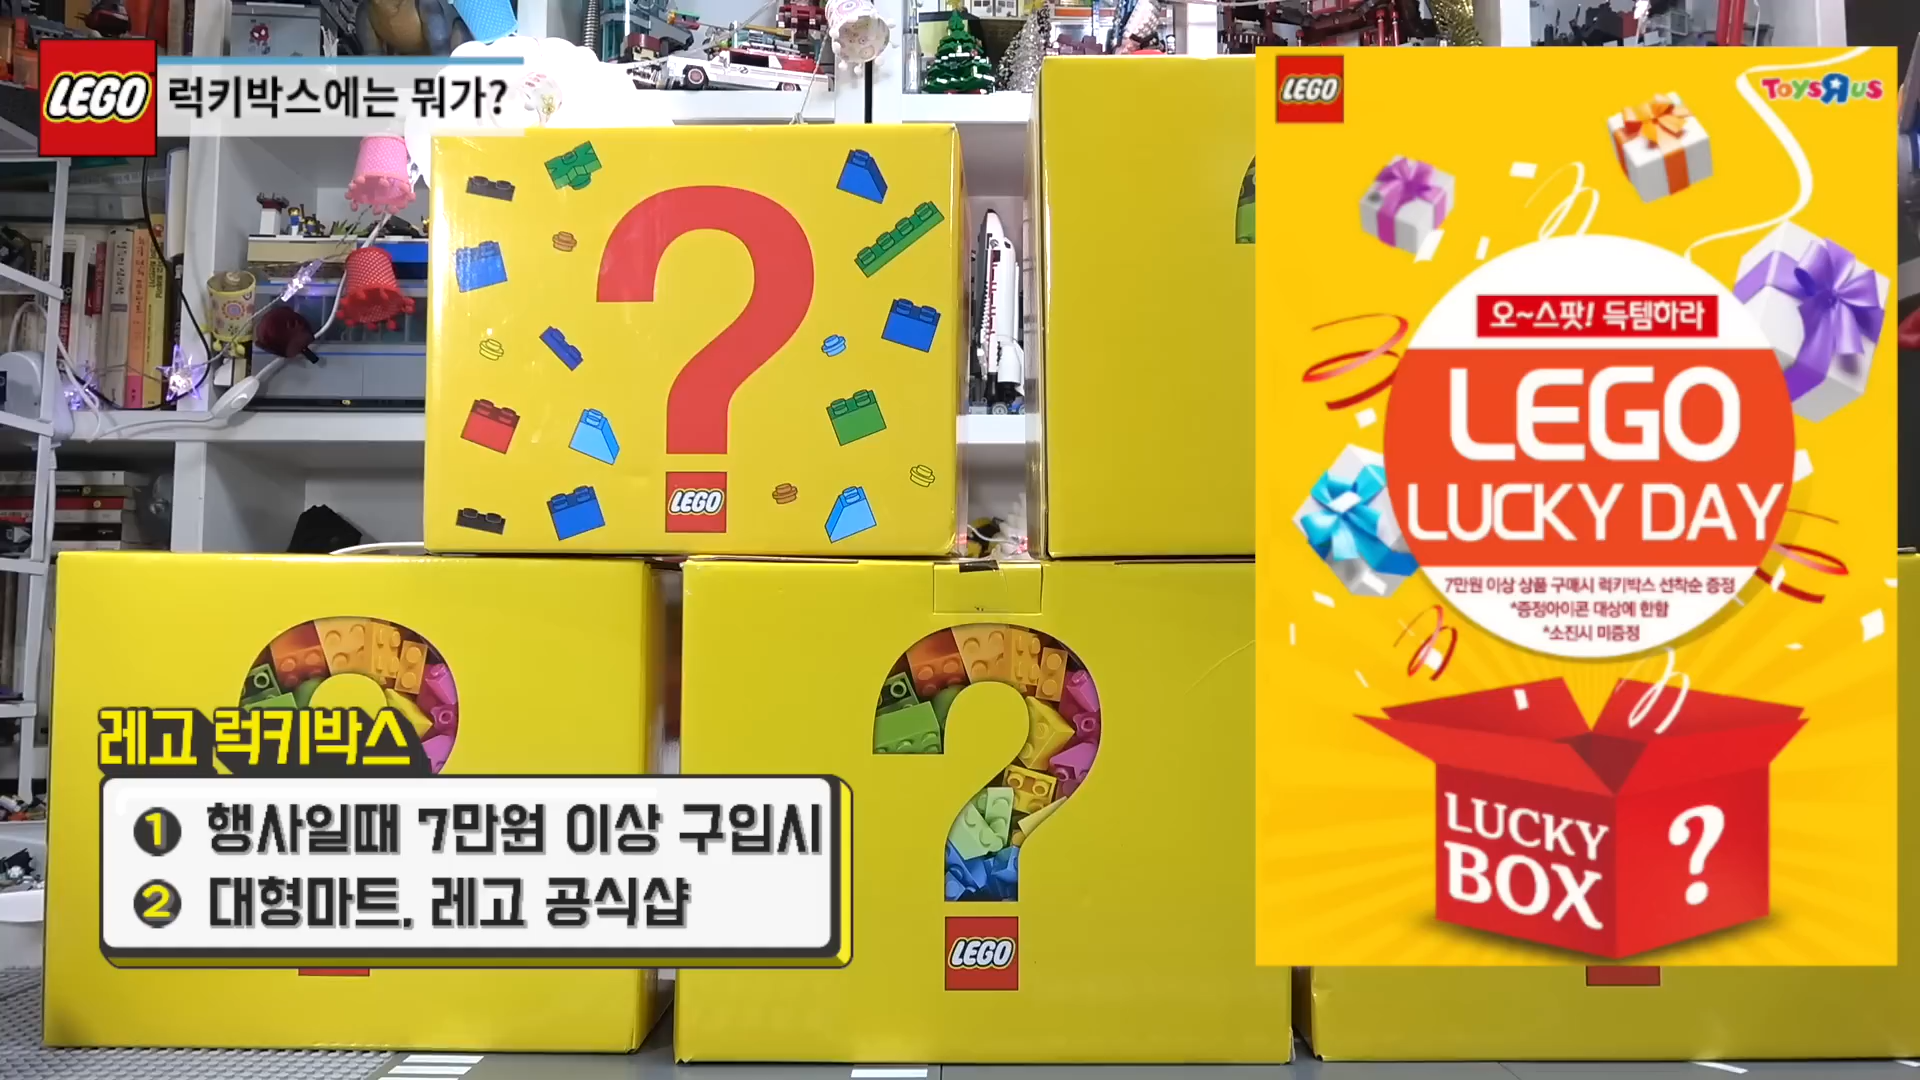 LEGO
럭키박스에는 뭐가?
?
LEGO
?
LEGO
레고 럭키박스
1 행사일때 7만원 이상 구입시
2 대형마트, 레고 공식샵
LEGO
TOYSRUS
오~스팟! 득템하라
LEGO
LUCKY DAY
7만원 이상 상품 구매시 럭키박스 선착순 증정
*증정아이콘 대상에 한함
*소진시 미증정
LUCKY
BOX
?